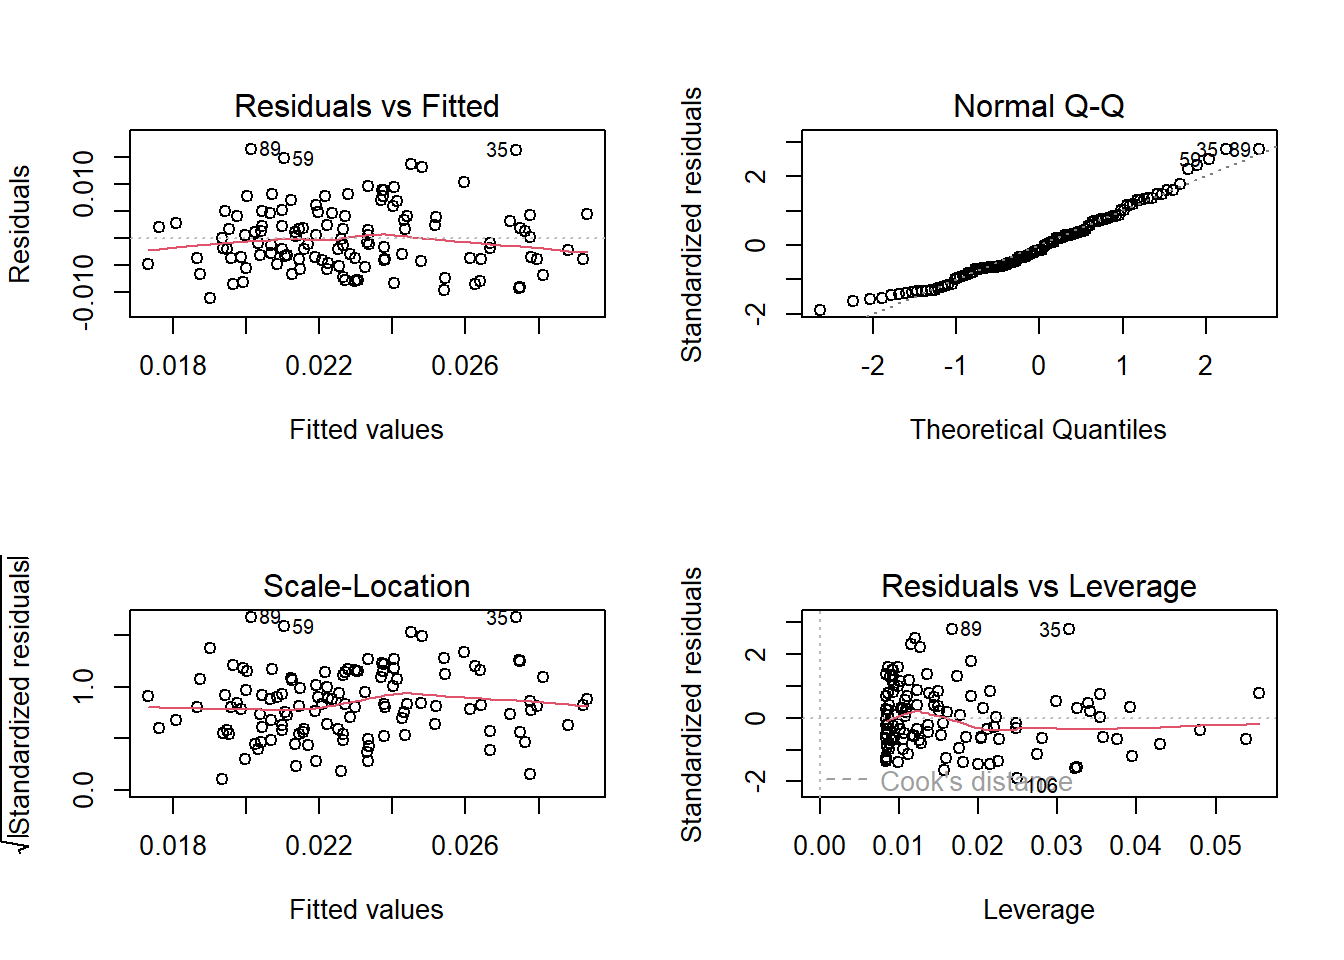 Residuals vs Fitted
Residuals
-0.010 0.010
89
59
35
0.018 0.022 0.026
Fitted values
Normal Q-Q
Standardized residuals
-2 0 2
59
35
89
-2 -1 0 1 2
Theoretical Quantiles
Scale-Location
√|Standardized residuals|
0.0 1.0
89
59
35
0.018 0.022 0.026
Fitted values
Residuals vs Leverage
Standardized residuals
-2 0 2
89
35
Cook's distance
106
0.00 0.01 0.02 0.03 0.04 0.05
Leverage